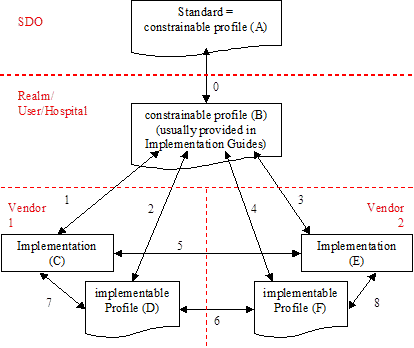 SDO
Standard =
constrainable profile (A)
0
Realm/
User/Hospital
constrainable profile (B)
(usually provided in
Implementation Guides)
Vendor
1
1
2
4
3
Vendor
2
Implementation
(C)
5
Implementation
(E)
7
implementable
Profile (D)
6
implementable
Profile (F)
8